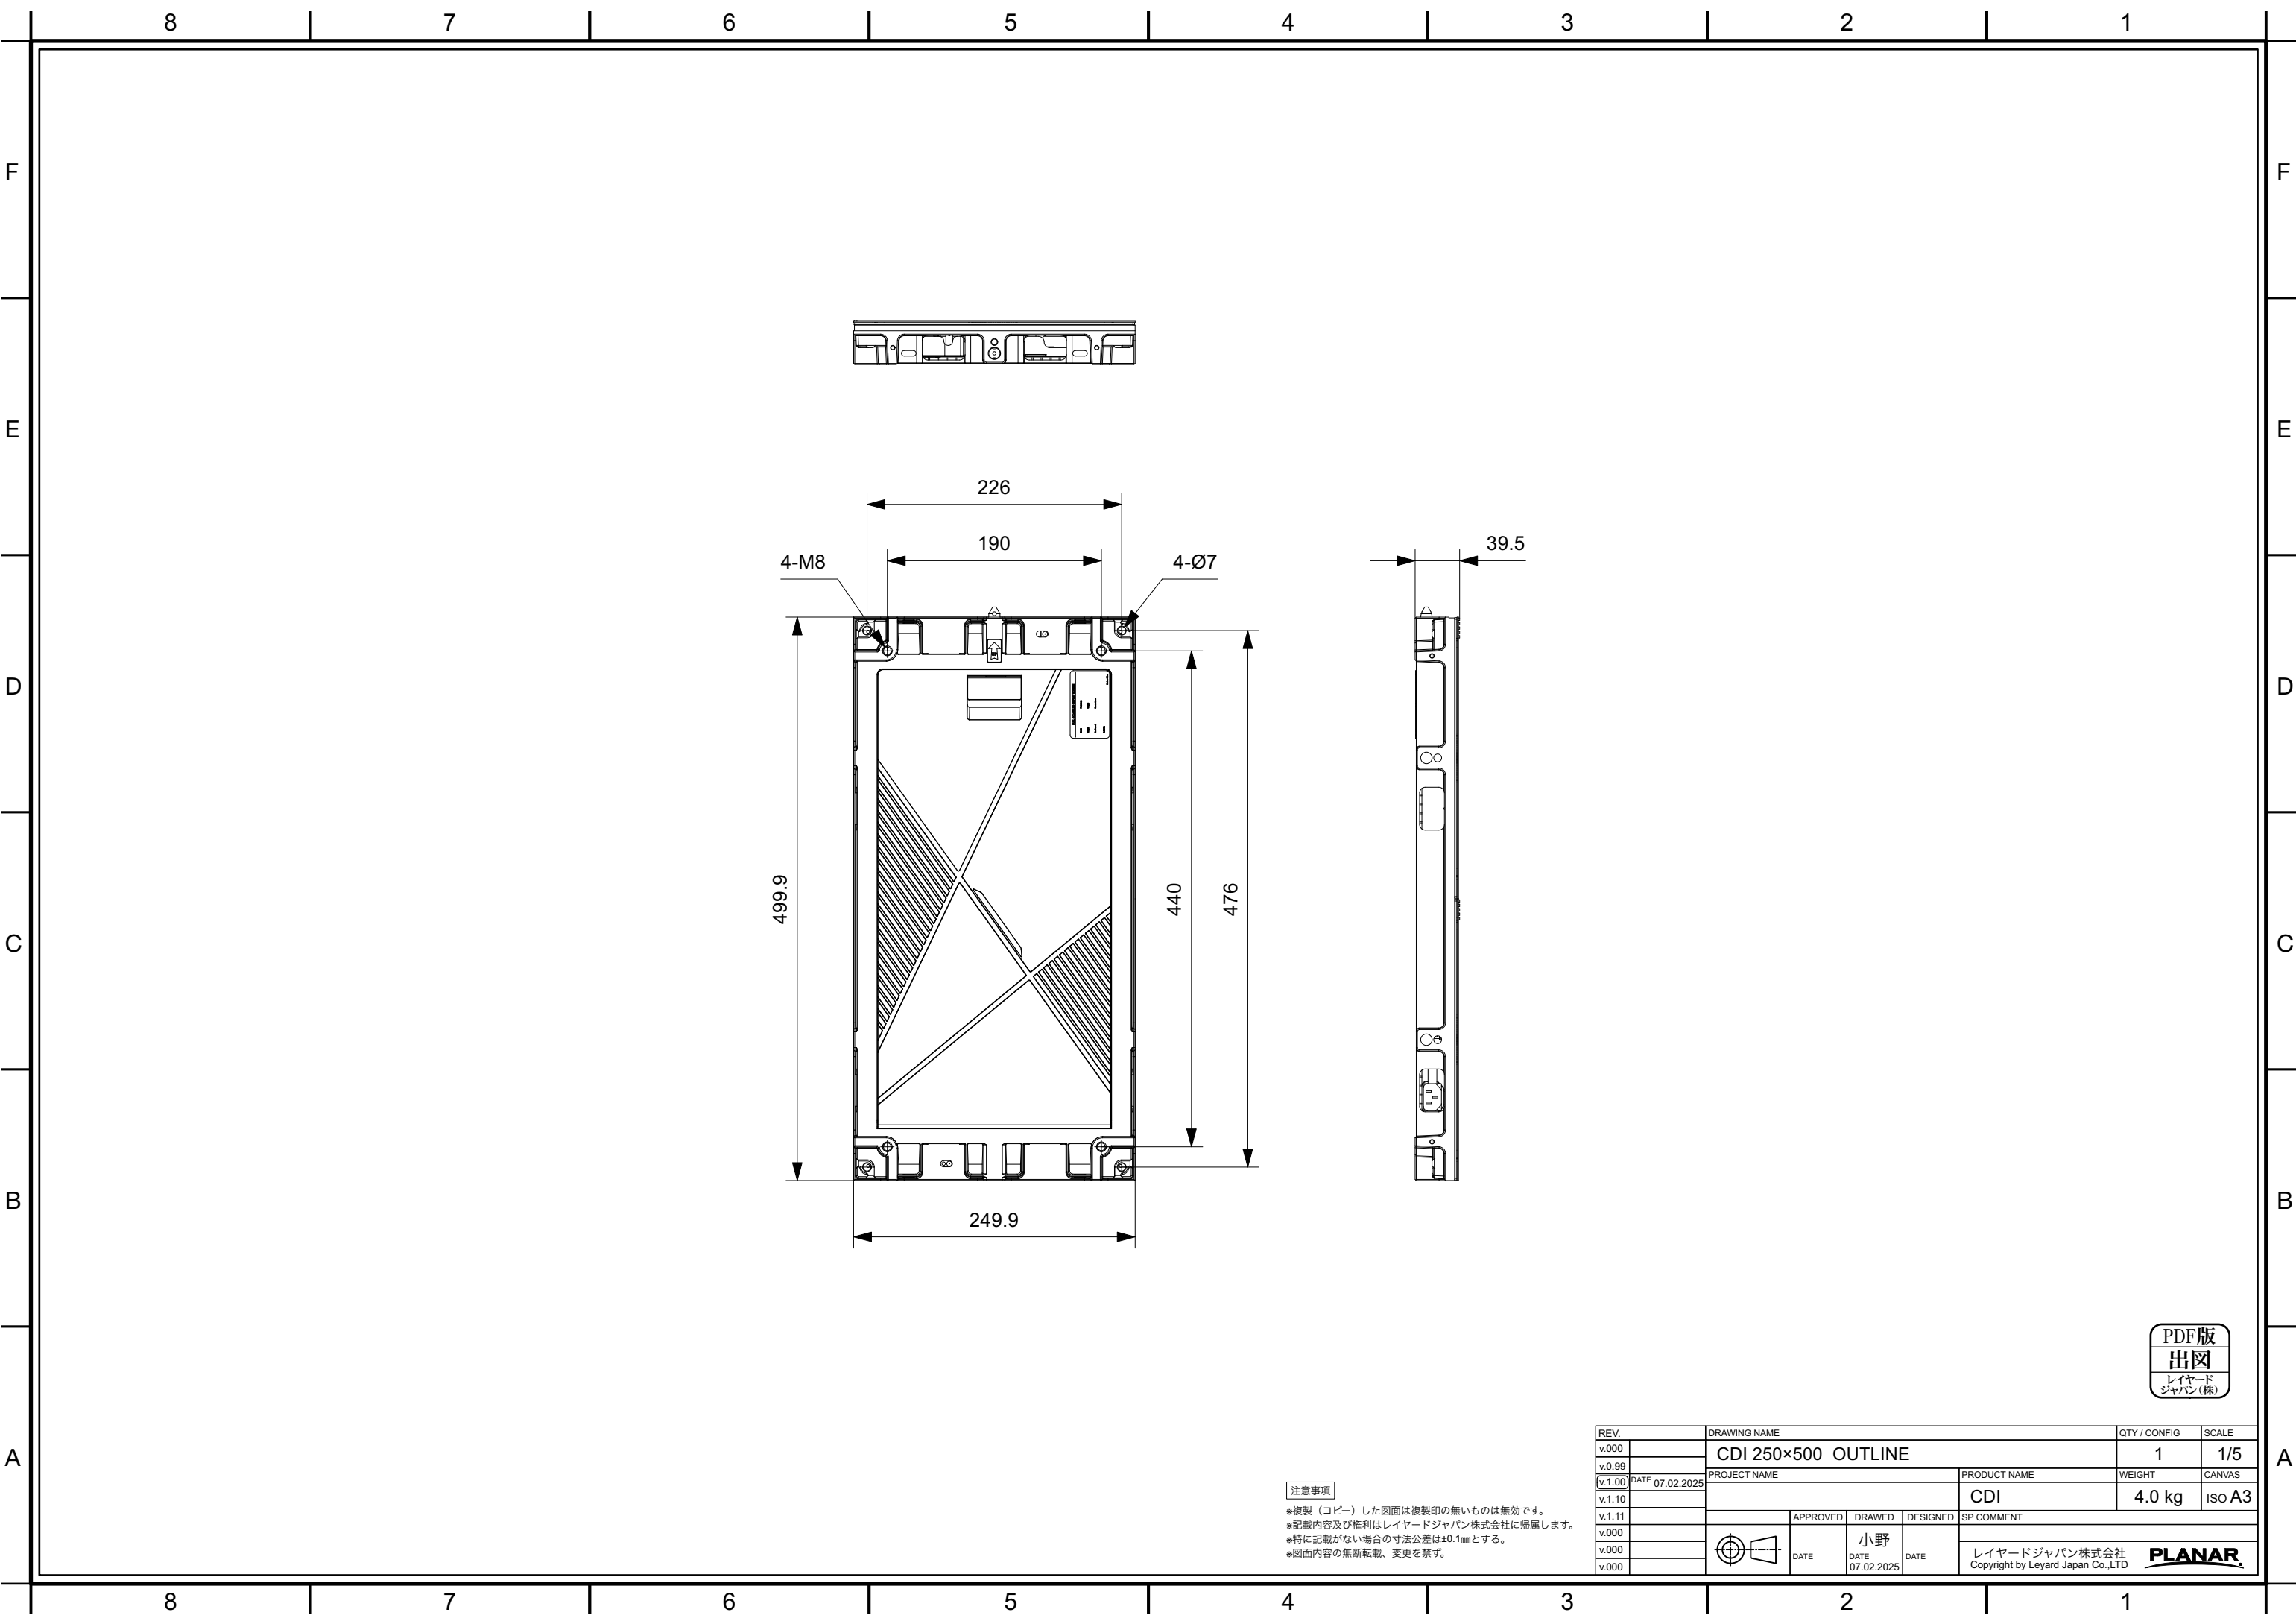 8 7 6 5 4 3 2 1
F F
E E
D D
C C
B B
A A
226
190
4-M8
4-Ø7
39.5
499.9
440
476
249.9
PDF版
出図
レイヤード
ジャパン(株)
注意事項
※複製（コピー）した図面は複製印の無いものは無効です。
※記載内容及び権利はレイヤードジャパン株式会社に帰属します。
※特に記載がない場合の寸法公差は±0.1㎜とする。
※図面内容の無断転載、変更を禁ず。
REV.
v.000
v.0.99
v.1.00 DATE 07.02.2025
v.1.10
v.1.11
v.000
v.000
v.000
DRAWING NAME
CDI 250×500 OUTLINE
QTY / CONFIG
1
SCALE
1/5
PROJECT NAME
PRODUCT NAME
CDI
WEIGHT
4.0 kg
CANVAS
ISO A3
APPROVED DRAWED DESIGNED SP COMMENT
小野
DATE DATE DATE
07.02.2025
レイヤードジャパン株式会社
Copyright by Leyard Japan Co.,LTD
PLANAR
8 7 6 5 4 3 2 1